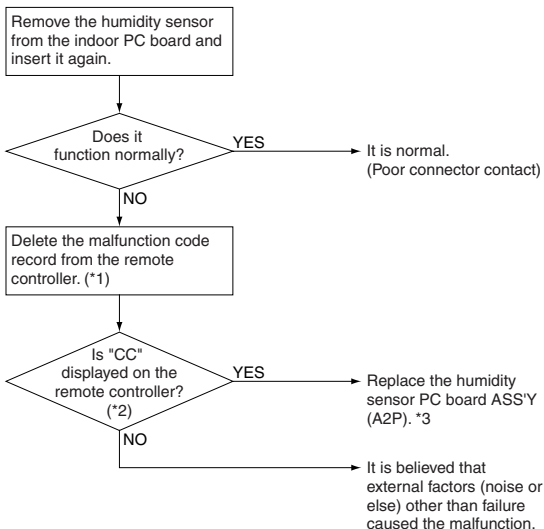 Remove the humidity sensor
from the indoor PC board and
insert it again.
Does it
function normally?
YES
It is normal.
(Poor connector contact)
NO
Delete the malfunction code
record from the remote
controller. (*1)
Is "CC"
displayed on the
remote controller?
(*2)
YES
Replace the humidity
sensor PC board ASS'Y
(A2P). *3
NO
It is believed that
external factors (noise or
else) other than failure
caused the malfunction.